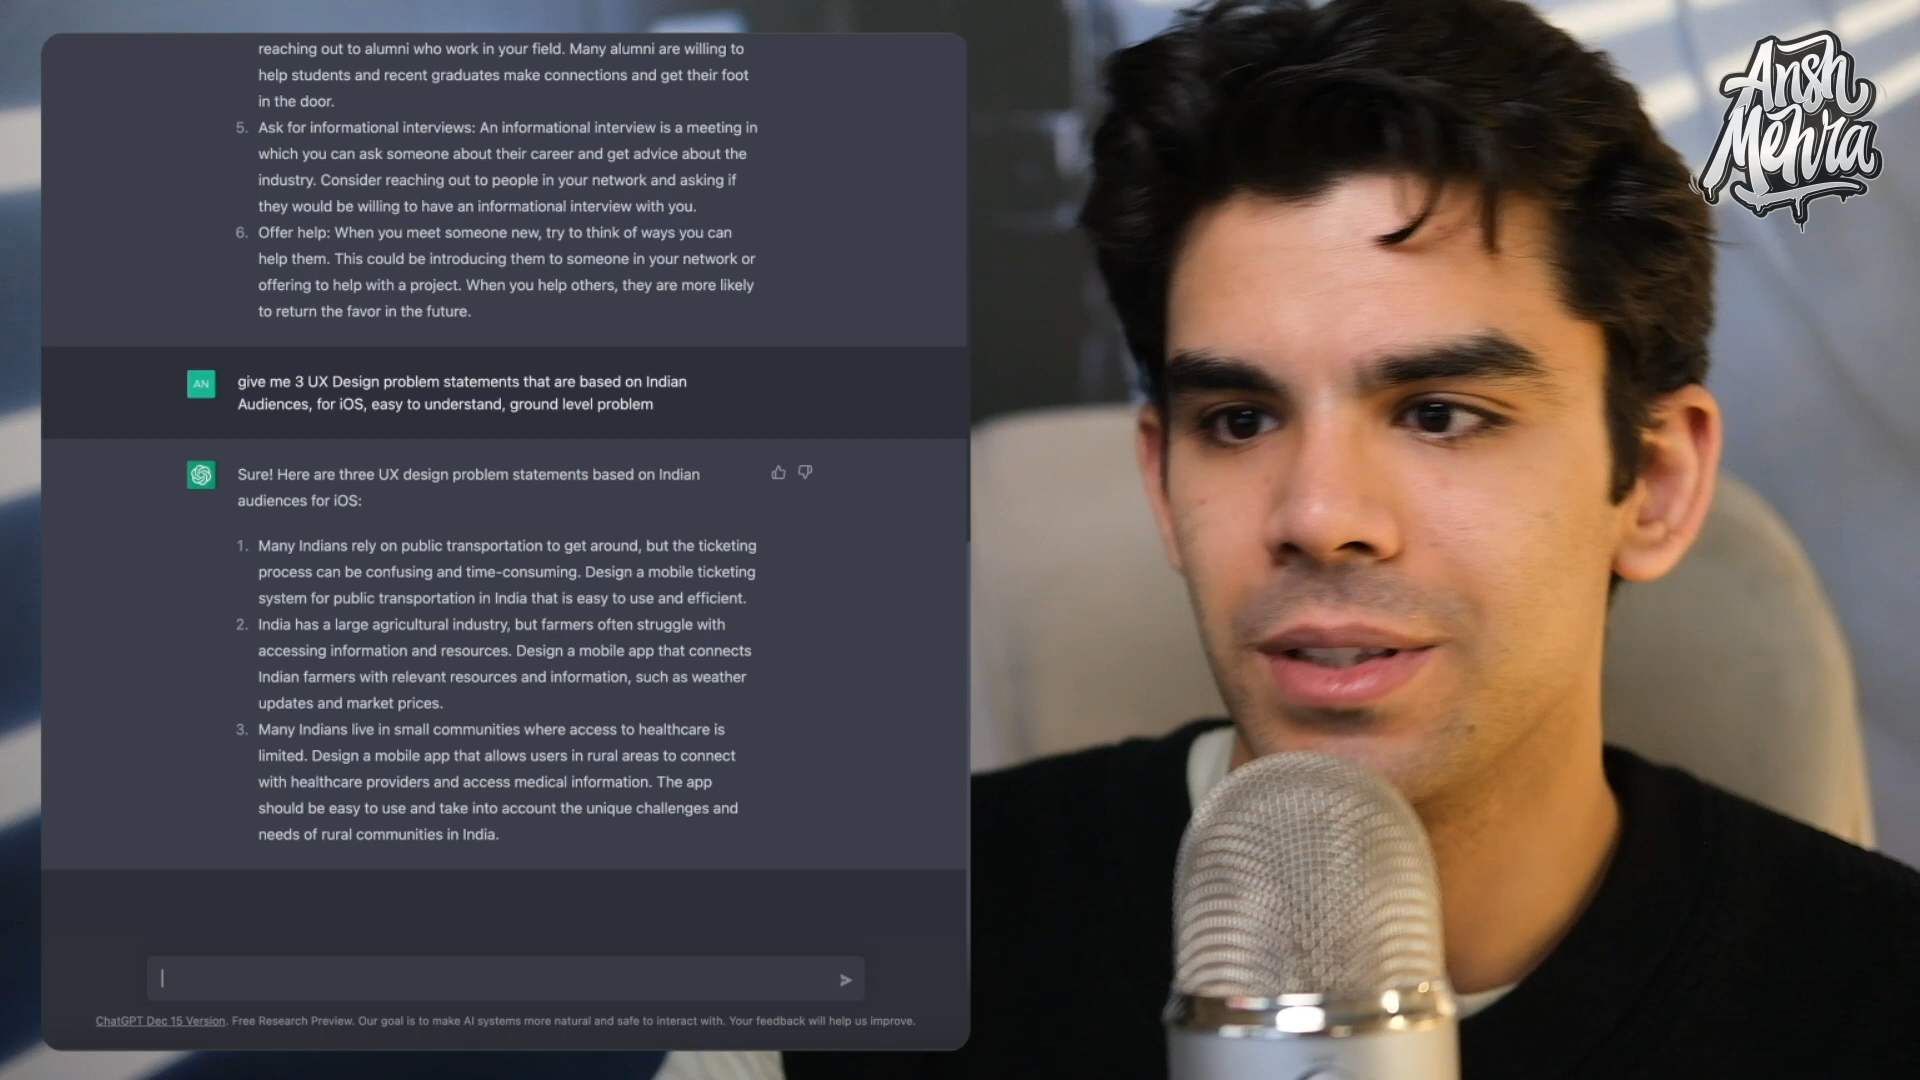 reaching out to alumni who work in your field. Many alumni are willing to
help students and recent graduates make connections and get their foot
in the door.
5. Ask for informational interviews: An informational interview is a meeting in
which you can ask someone about their career and get advice about the
industry. Consider reaching out to people in your network and asking if
they would be willing to have an informational interview with you.
6. Offer help: When you meet someone new, try to think of ways you can
help them. This could be introducing them to someone in your network or
offering to help with a project. When you help others, they are more likely
to return the favor in the future.
AN
give me 3 UX Design problem statements that are based on Indian
Audiences, for iOS, easy to understand, ground level problem
Sure! Here are three UX design problem statements based on Indian
audiences for iOS:
1. Many Indians rely on public transportation to get around, but the ticketing
process can be confusing and time-consuming. Design a mobile ticketing
system for public transportation in India that is easy to use and efficient.
2. India has a large agricultural industry, but farmers often struggle with
accessing information and resources. Design a mobile app that connects
Indian farmers with relevant resources and information, such as weather
updates and market prices.
3. Many Indians live in small communities where access to healthcare is
limited. Design a mobile app that allows users in rural areas to connect
with healthcare providers and access medical information. The app
should be easy to use and take into account the unique challenges and
needs of rural communities in India.
ChatGPT Dec 15 Version. Free Research Preview. Our goal is to make AI systems more natural and safe to interact with. Your feedback will help us improve.
Ansh
Mehra